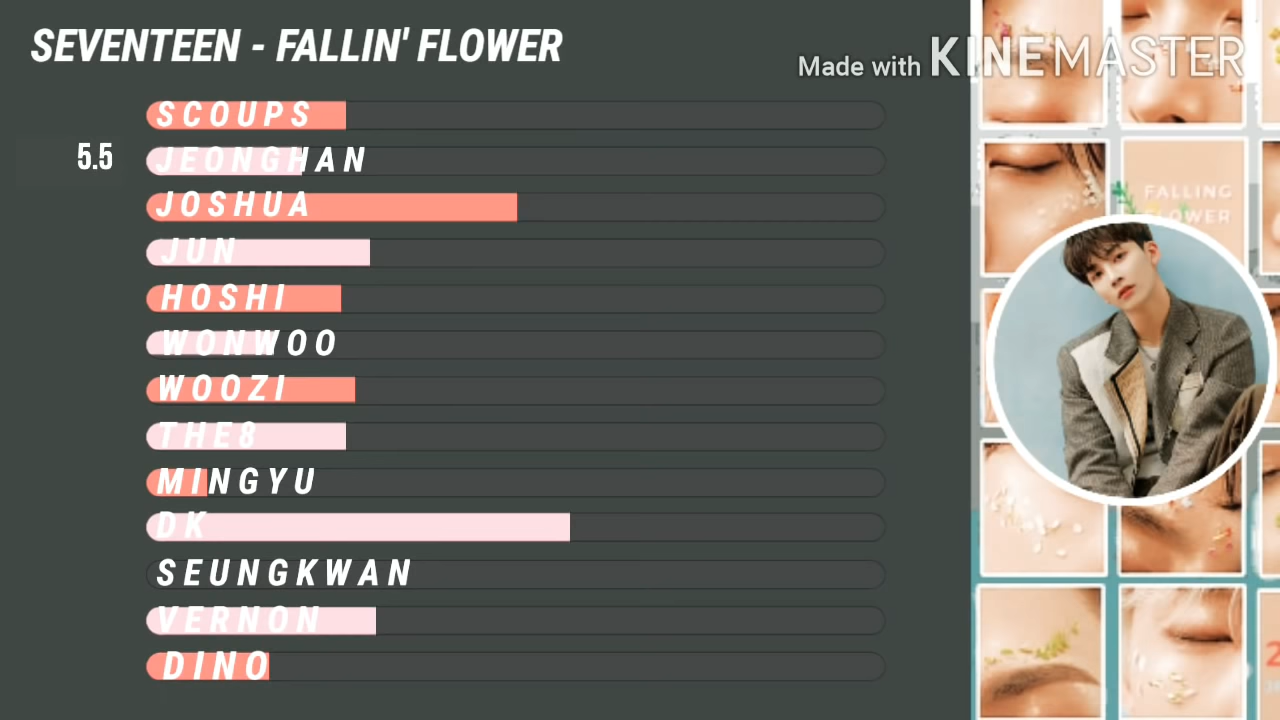 SEVENTEEN - FALLIN' FLOWER
Made with KINEMASTER
SCOUPS
5.5 JEONGHAN
JOSHUA
JUN
HOSHI
WONWOO
WOOZI
THE8
MINGYU
DK
SEUNGKWAN
VERNON
DINO
FALLING
FLOWER